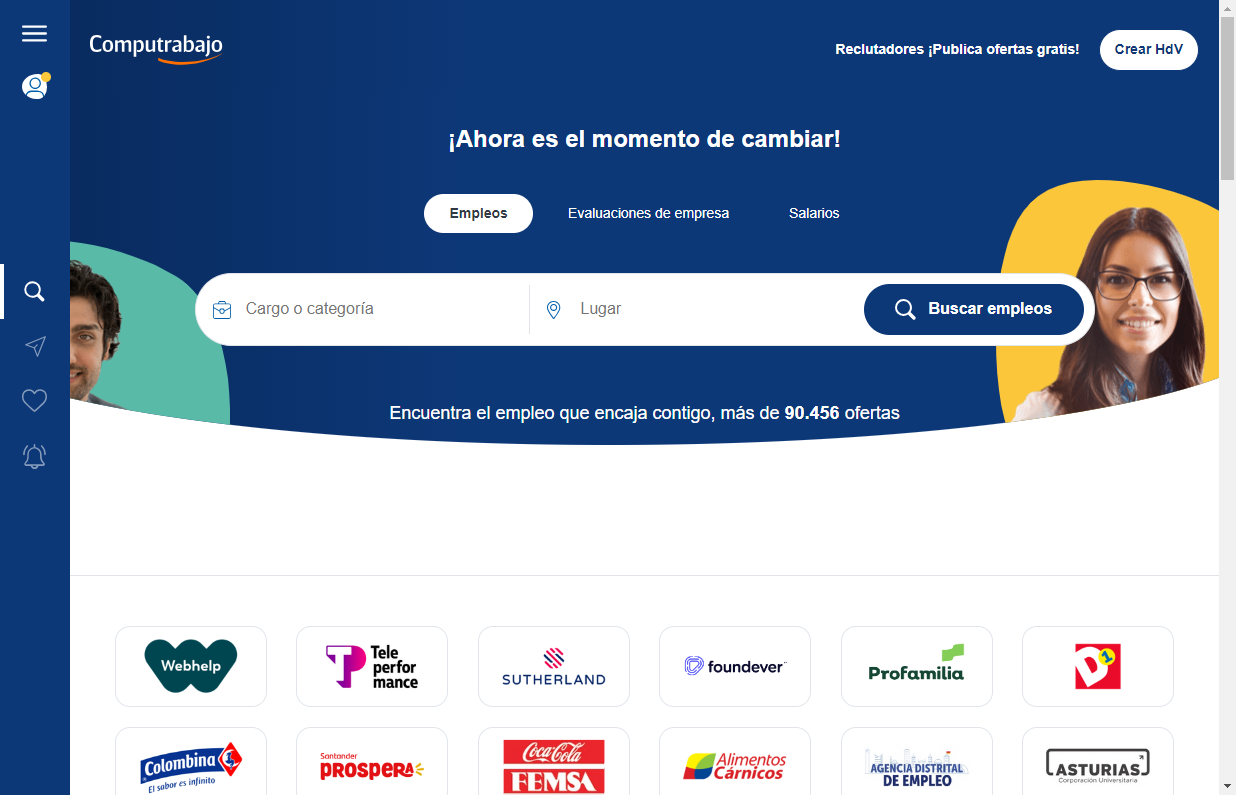 Computrabajo
Reclutadores ¡Publica ofertas gratis!
Crear HdV
¡Ahora es el momento de cambiar!
Empleos
Evaluaciones de empresa
Salarios
Cargo o categoría
Lugar
Buscar empleos
Encuentra el empleo que encaja contigo, más de 90.456 ofertas
Webhelp
Tele
perfor
mance
SUTHERLAND
foundever
Profamilia
D1
Colombina
El sabor es infinito
Santander
PROSPERA
Coca-Cola
FEMSA
Alimentos
Cárnicos
AGENCIA DISTRITAL
DE EMPLEO
ASTURIAS
Corporación Universitaria